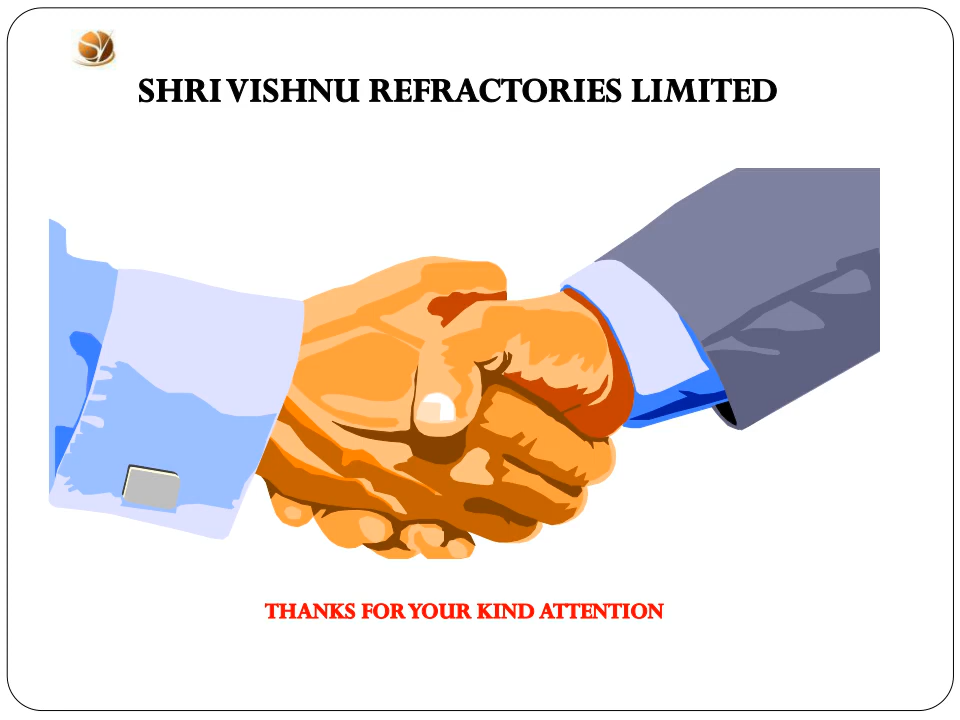 SHRI VISHNU REFRACTORIES LIMITED
THANKS FOR YOUR KIND ATTENTION